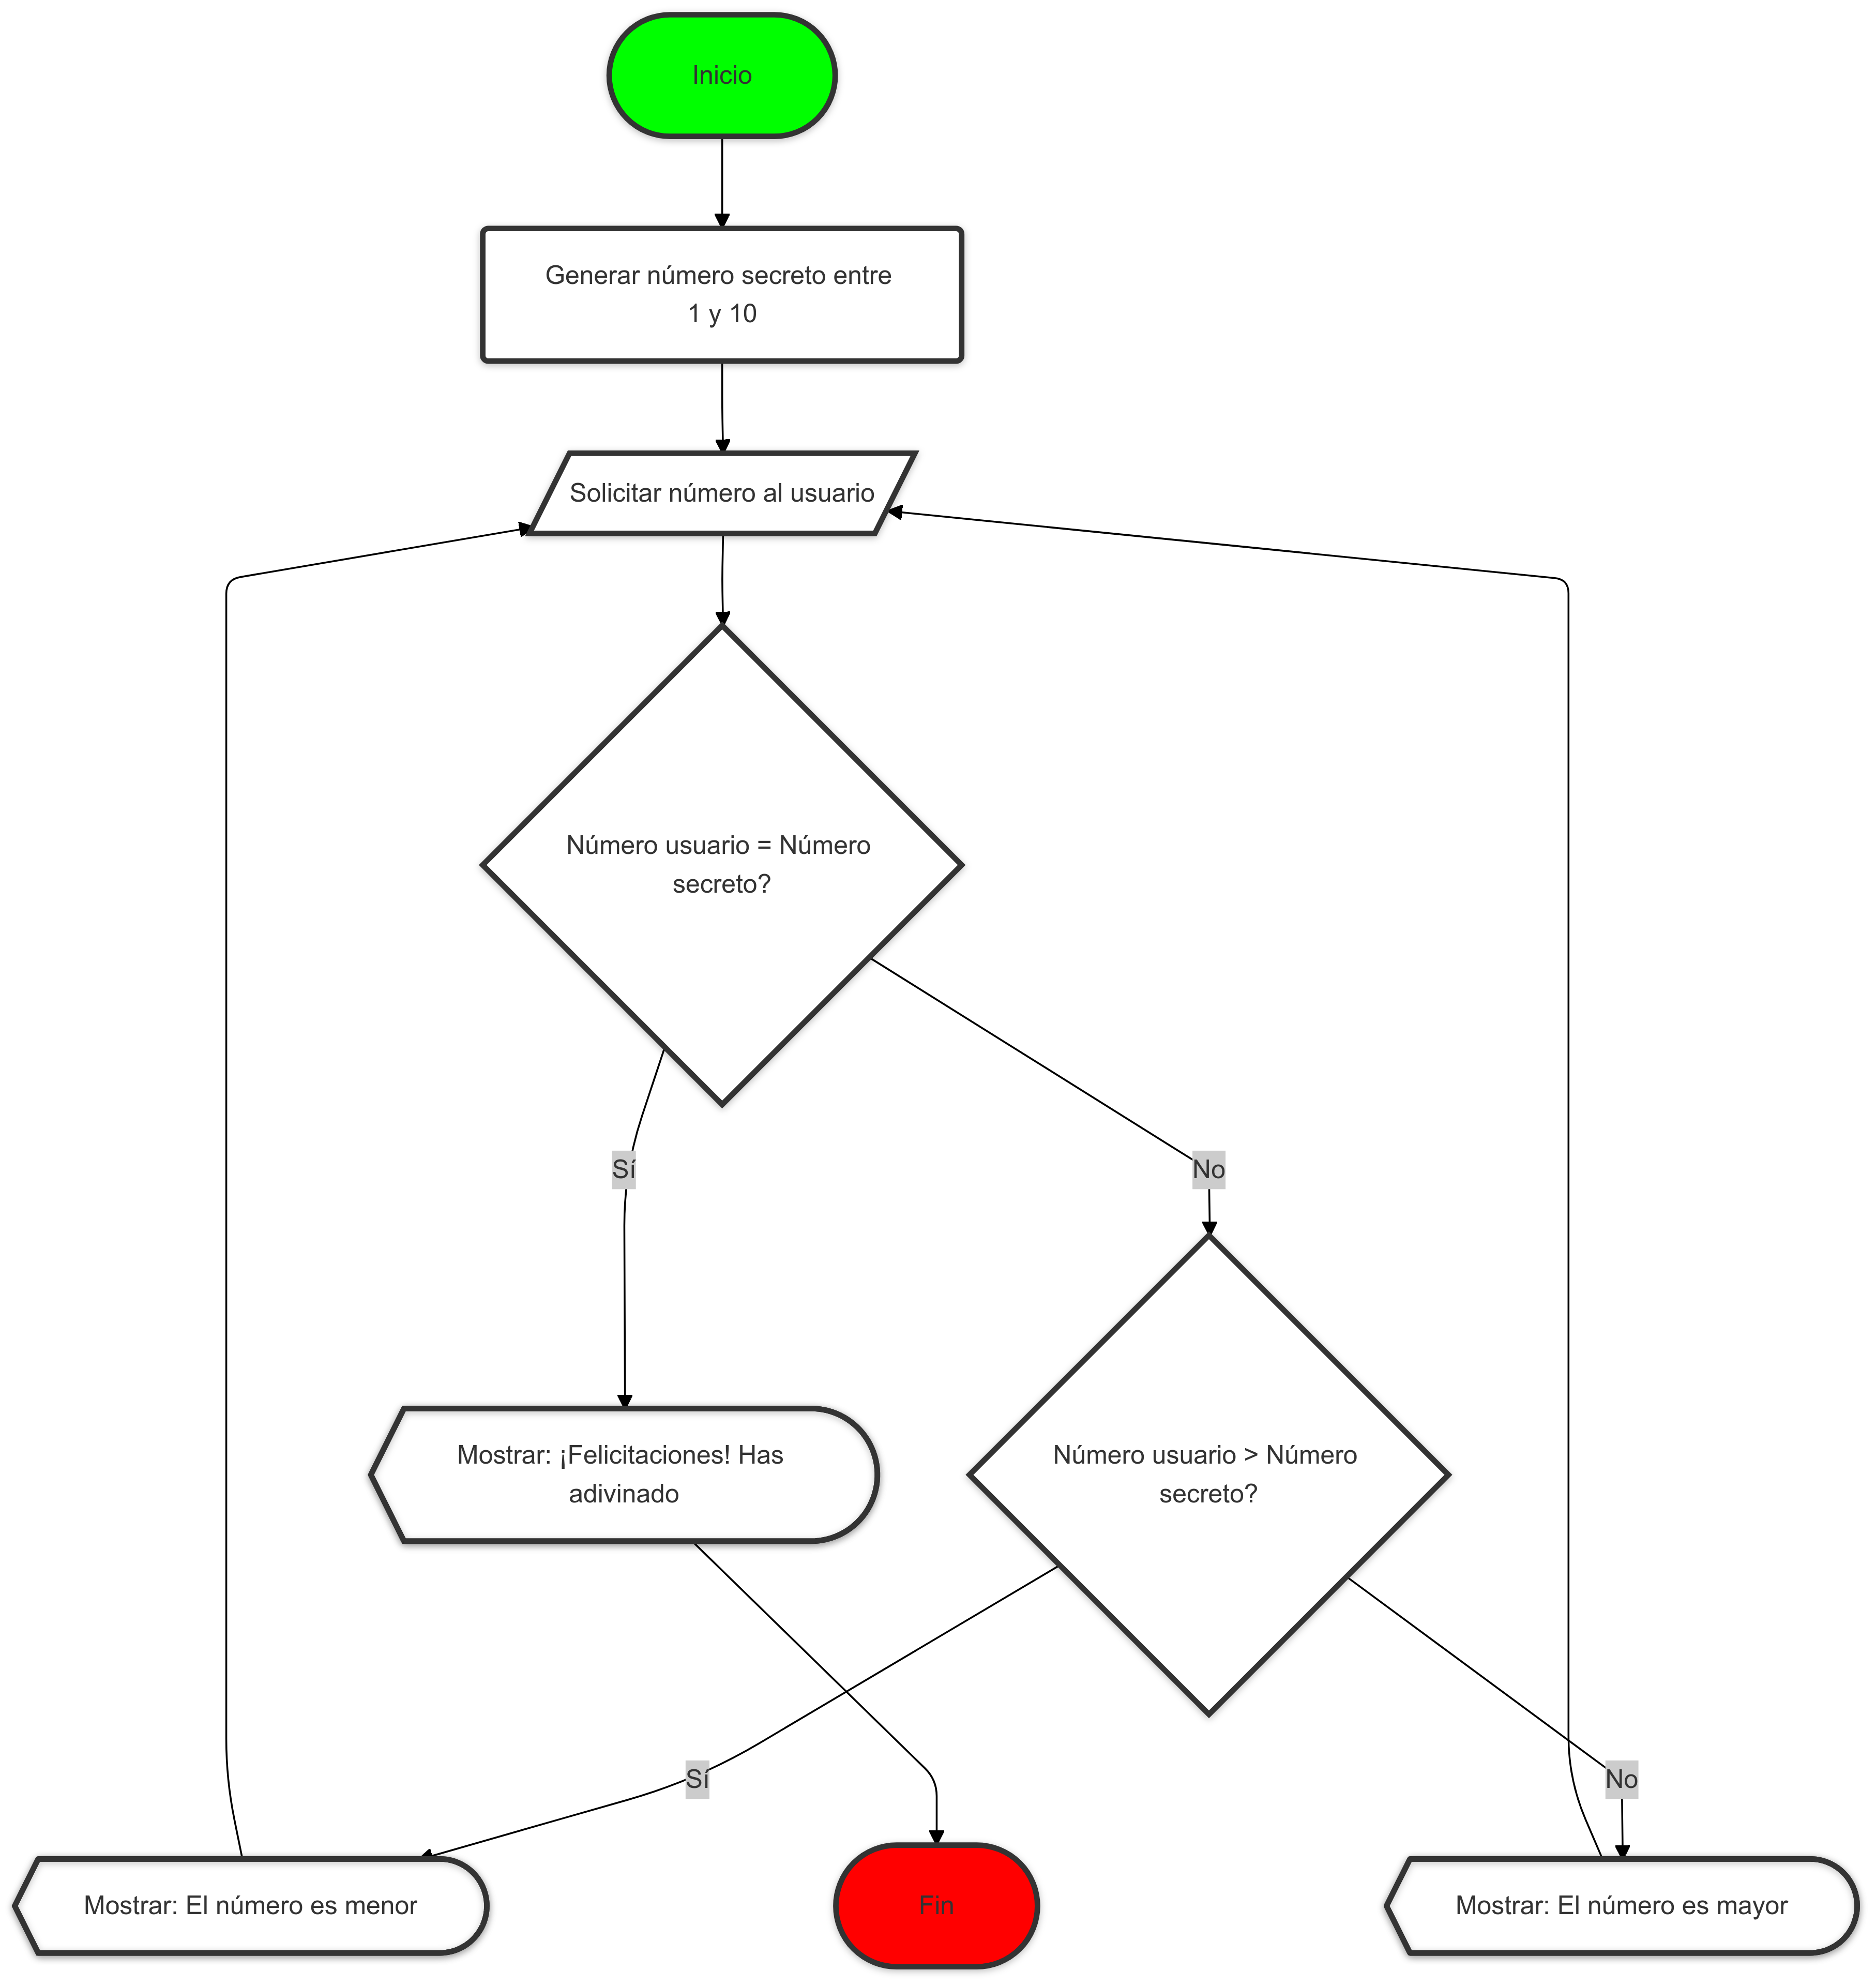 Inicio
Generar número secreto entre
1 y 10
Solicitar número al usuario
Número usuario = Número
secreto?
Sí
No
Mostrar: ¡Felicitaciones! Has
adivinado
Número usuario > Número
secreto?
Sí
No
Mostrar: El número es menor
Fin
Mostrar: El número es mayor